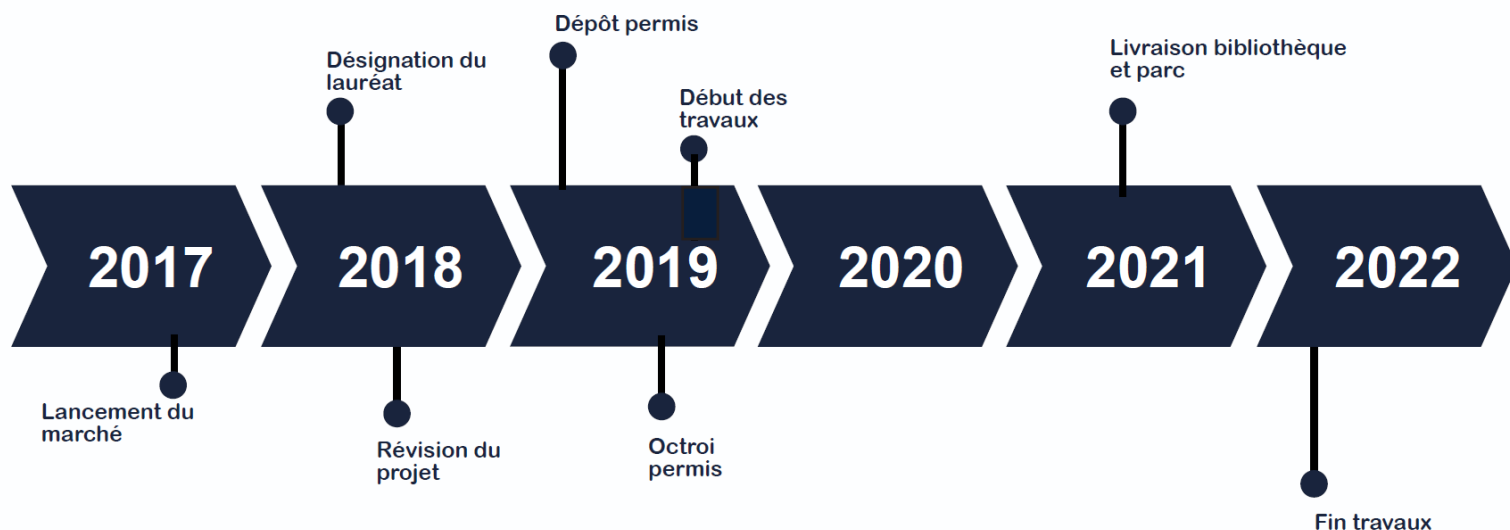 Dépôt permis
Désignation du
lauréat
Livraison bibliothèque
et parc
Début des
travaux
2017
2018
2019
2020
2021
2022
Lancement du
marché
Révision du
projet
Octroi
permis
Fin travaux